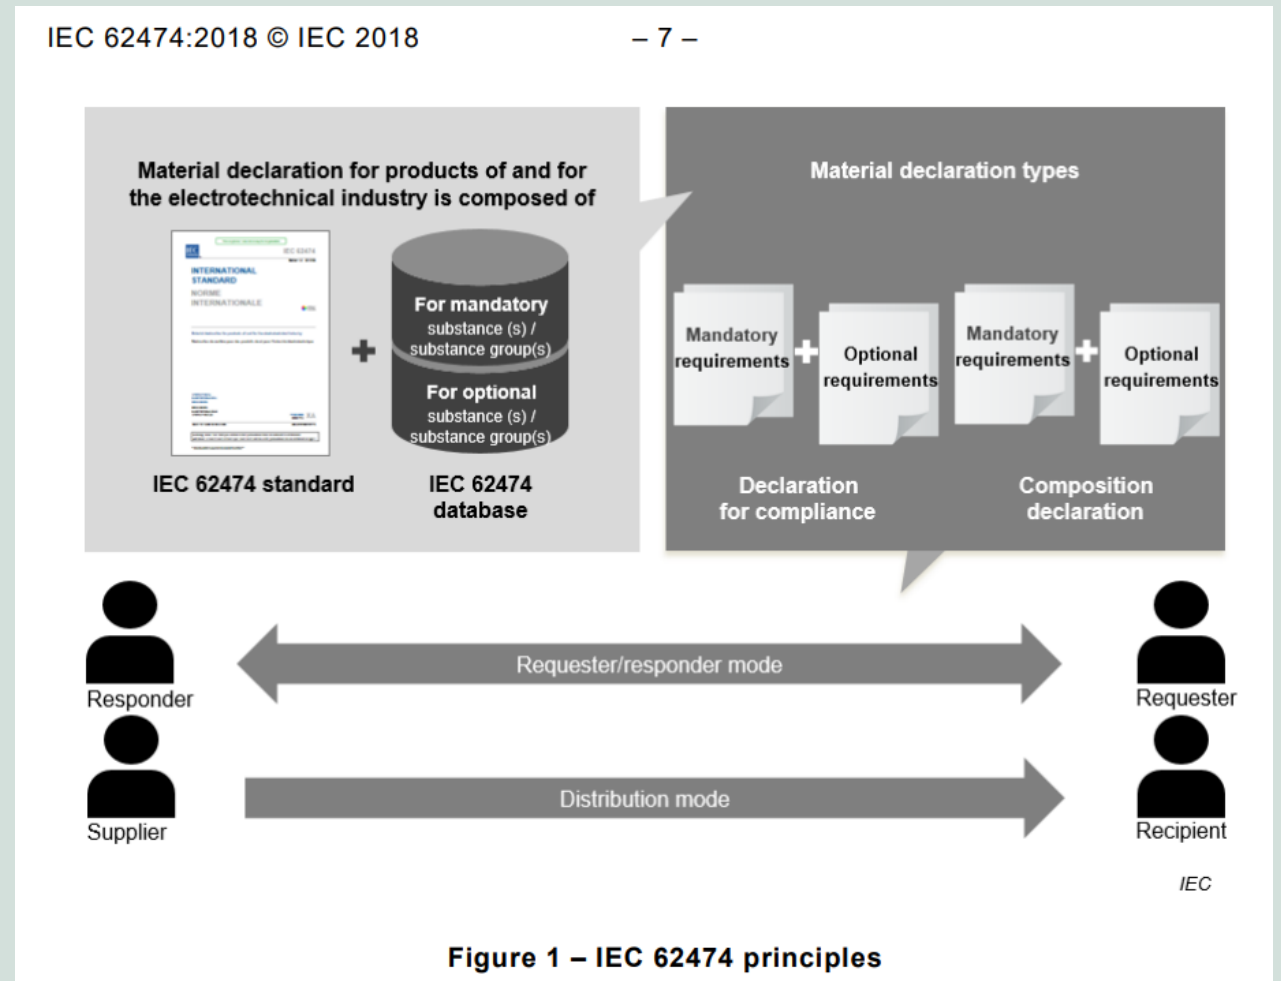 IEC 62474:2018 © IEC 2018
– 7 –
Material declaration for products of and for
the electrotechnical industry is composed of
IEC
IEC 62474
INTERNATIONAL
STANDARD
NORME
INTERNATIONALE
For mandatory
substance (s) /
substance group(s)
For optional
substance (s) /
substance group(s)
IEC 62474 standard
IEC 62474
database
Material declaration types
Mandatory
requirements
Optional
requirements
Mandatory
requirements
Optional
requirements
Declaration
for compliance
Composition
declaration
Responder
Requester/responder mode
Requester
Supplier
Distribution mode
Recipient
IEC
Figure 1 – IEC 62474 principles